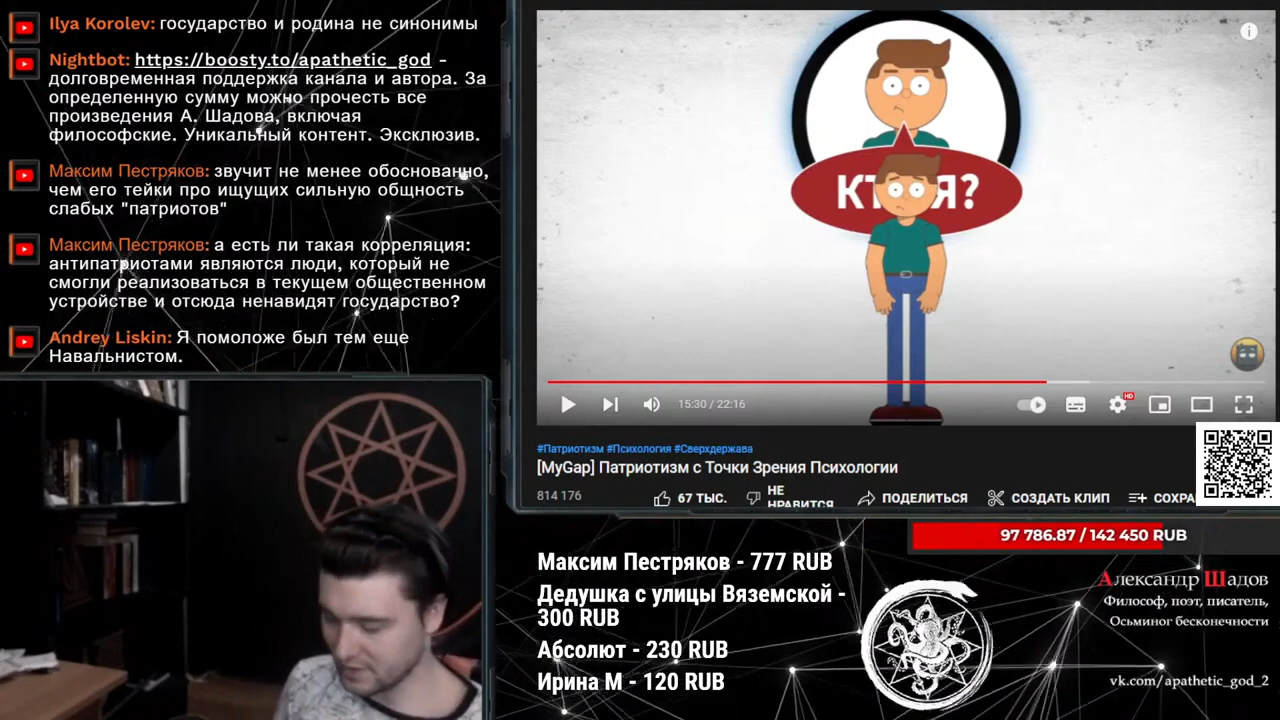 Ilya Korolev: государство и родина не синонимы
Nightbot: https://boosty.to/apathetic_god -
долговременная поддержка канала и автора. За
определенную сумму можно прочесть все
произведения А. Шадова, включая
философские. Уникальный контент. Эксклюзив.
Максим Пестряков: звучит не менее обоснованно,
чем его тейки про ищущих сильную общность
слабых "патриотов"
Максим Пестряков: а есть ли такая корреляция:
антипатриотами являются люди, который не
смогли реализоваться в текущем общественном
устройстве и отсюда ненавидят государство?
Andrey Liskin: Я помоложе был тем еще
Навальнистом.
15:30 / 22:16
HD
#Патриотизм #Психология #Сверхдержава
[MyGap] Патриотизм с Точки Зрения Психологии
814 176
67 ТЫС.
НЕ
НРАВИТСЯ
ПОДЕЛИТЬСЯ
СОЗДАТЬ КЛИП
97 786.87 / 142 450 RUB
Максим Пестряков - 777 RUB
Дедушка с улицы Вяземской -
300 RUB
Абсолют - 230 RUB
Ирина М - 120 RUB
Александр Шадов
Философ, поэт, писатель,
Осьминог бесконечности
vk.com/apathetic_god_2